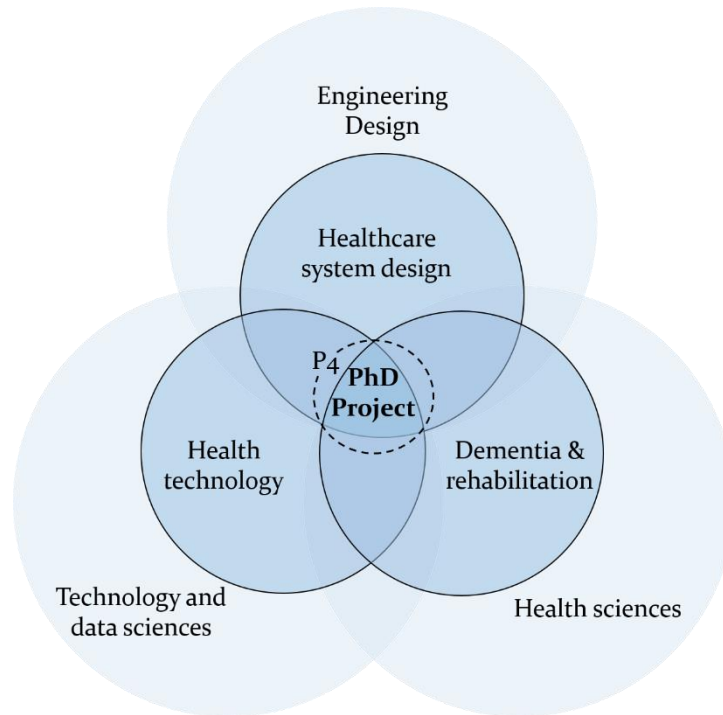 Engineering
Design
Healthcare
system design
P4
PhD
Project
Health
technology
Dementia &
rehabilitation
Technology and
data sciences
Health sciences